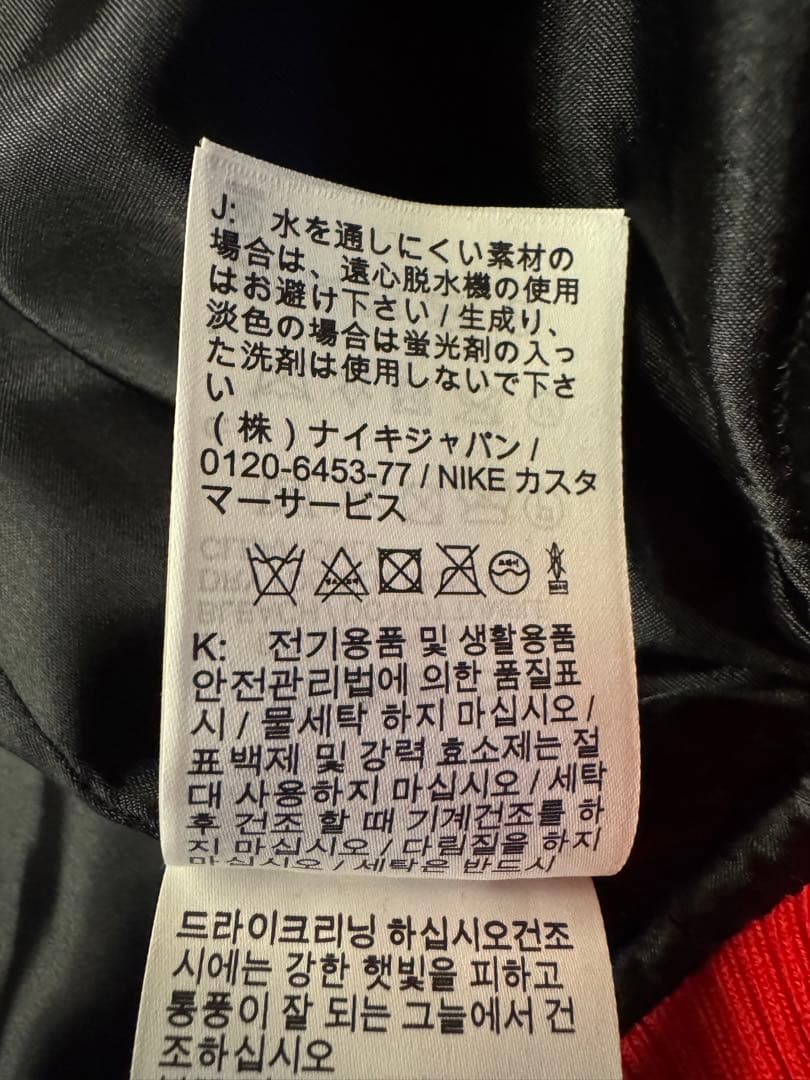 J: 水を通しにくい素材の
場合は、遠心脱水機の使用
はお避け下さい / 生成り、
淡色の場合は蛍光剤の入っ
た洗剤は使用しないで下さ
い
(株)ナイキジャパン /
0120-6453-77 / NIKE カスタ
マーサービス
K: 전기용품 및 생활용품
안전관리법에 의한 품질표
시 / 물세탁 하지 마십시오 /
표백제 및 강력 효소제는 절
대 사용하지 마십시오 / 세탁
후 건조 할 때 기계건조를 하
지 마십시오 / 다림질을 하지
마십시오 / 세탁은 반드시
드라이크리닝 하십시오건조
시에는 강한 햇빛을 피하고
통풍이 잘 되는 그늘에서 건
조하십시오